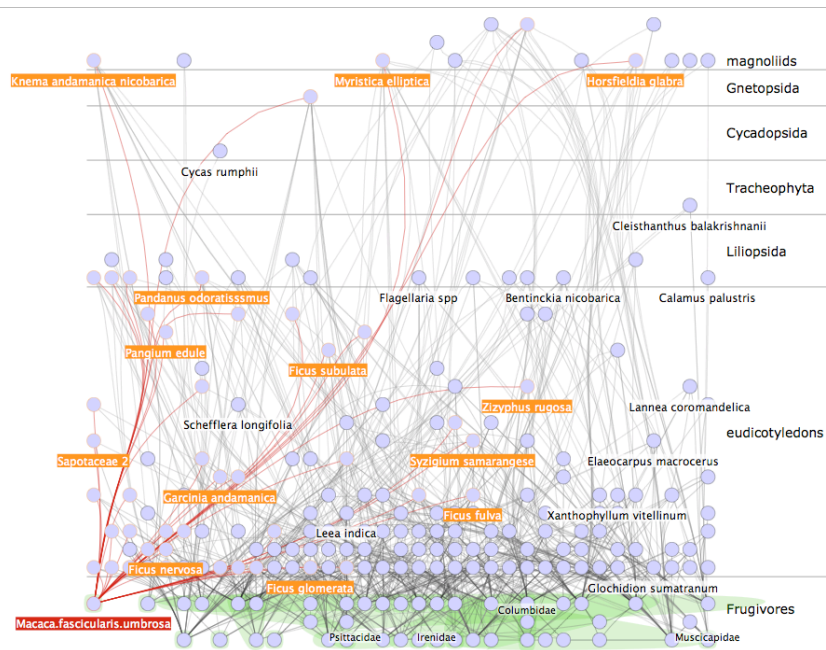 magnoliids
Knema andamanica nicobarica
Myristica elliptica
Horsfieldia glabra
Gnetopsida
Cycadopsida
Cycas rumphii
Tracheophyta
Cleisthanthus balakrishnanii
Liliopsida
Pandanus odoratisssmus
Flagellaria spp
Bentinckia nicobarica
Calamus palustris
Pangium edule
Ficus subulata
Zizyphus rugosa
Lannea coromandelica
Schefflera longifolia
eudicotyledons
Sapotaceae 2
Syzigium samarangese
Elaeocarpus macrocerus
Garcinia andamanica
Ficus fulva
Xanthophyllum vitellinum
Leea indica
Ficus nervosa
Ficus glomerata
Glochidion sumatranum
Columbidae
Frugivores
Macaca.fascicularis.umbrosa
Psittacidae
Irenidae
Muscicapidae